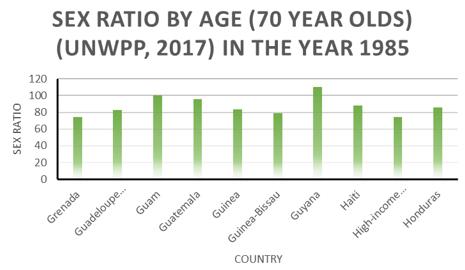 SEX RATIO BY AGE (70 YEAR OLDS)
(UNWPP, 2017) IN THE YEAR 1985
SEX RATIO
120
100
80
60
40
20
0
Grenada
Guadeloupe...
Guam
Guatemala
Guinea
Guinea-Bissau
Guyana
Haiti
High-income...
Honduras
COUNTRY